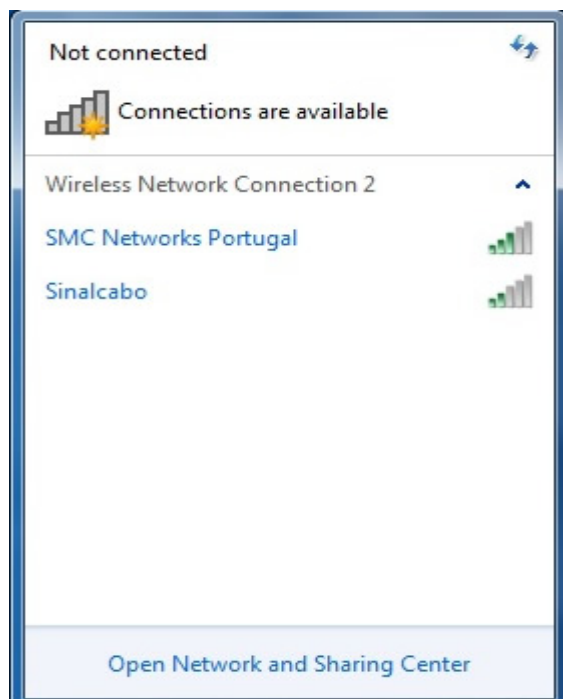 Not connected
Connections are available
Wireless Network Connection 2
SMC Networks Portugal
Sinalcabo
Open Network and Sharing Center